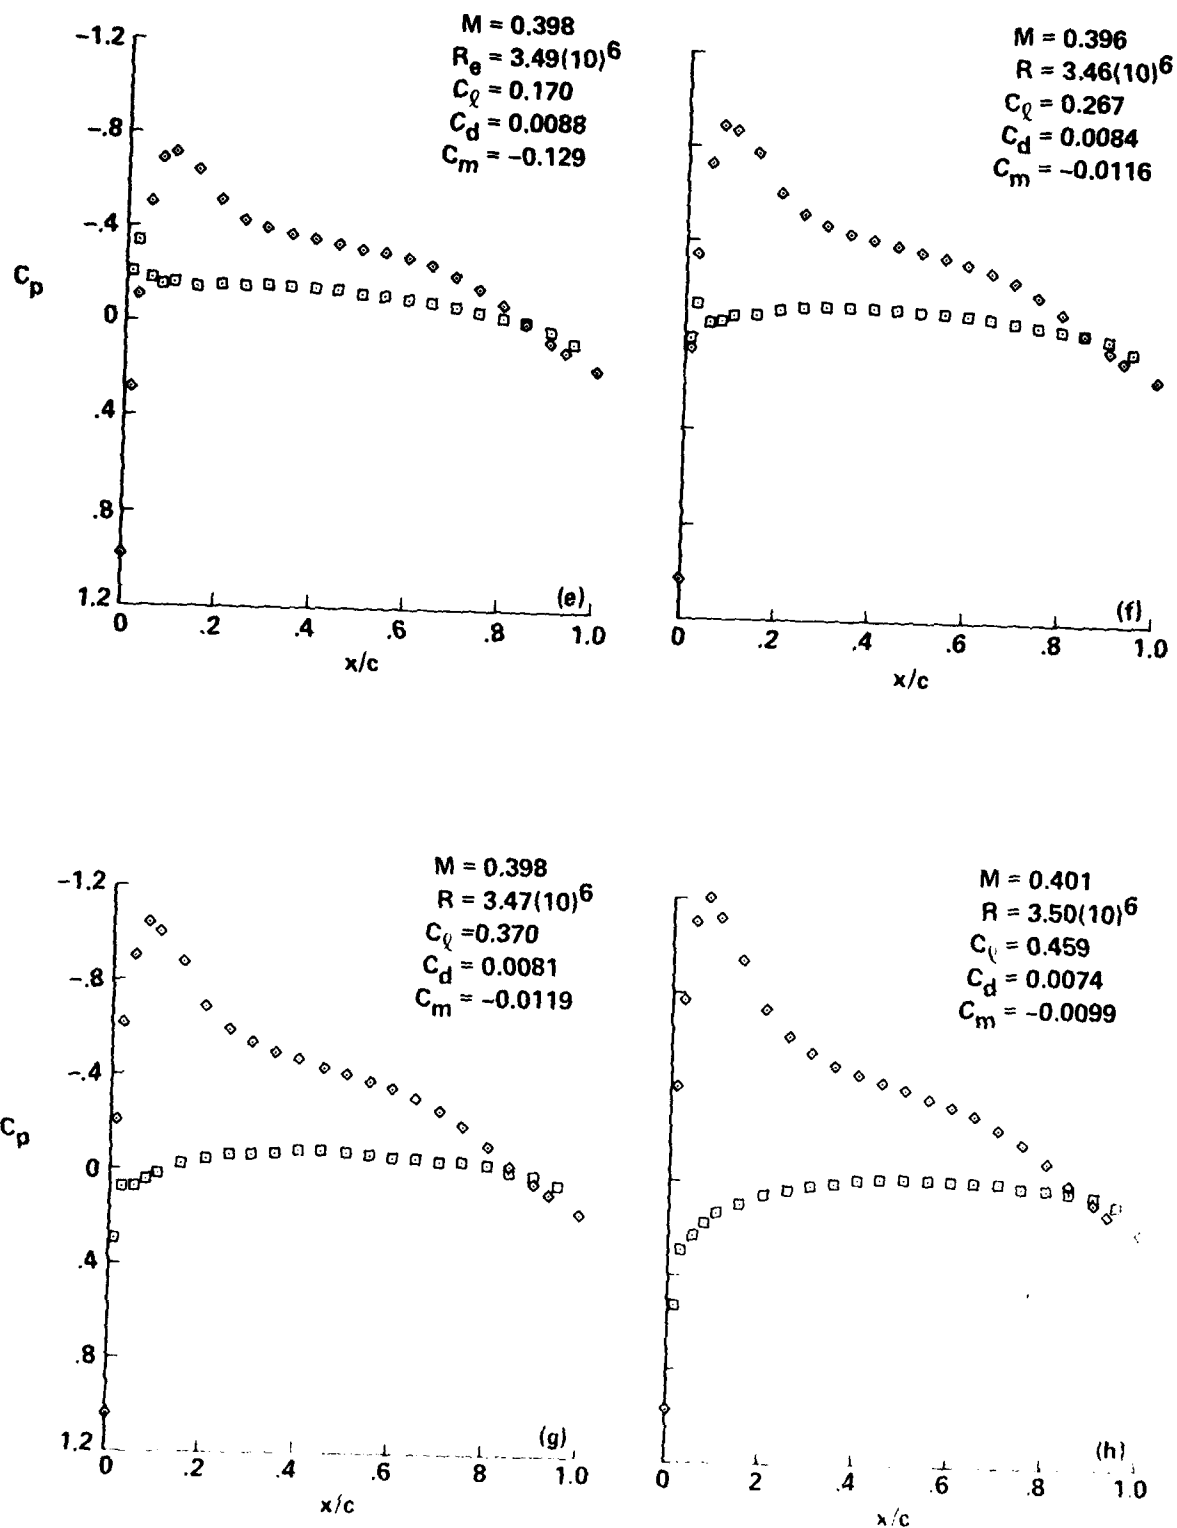 M = 0.398
Re = 3.49(10)6
Cℓ = 0.170
Cd = 0.0088
Cm = -0.129
-1.2
-.8
-.4
Cp
0
.4
.8
1.2
(e)
0 .2 .4 .6 .8 1.0
x/c
M = 0.396
R = 3.46(10)6
Cℓ = 0.267
Cd = 0.0084
Cm = -0.0116
(f)
0 .2 .4 .6 .8 1.0
x/c
M = 0.398
R = 3.47(10)6
Cℓ =0.370
Cd = 0.0081
Cm = -0.0119
-1.2
-.8
-.4
Cp
0
.4
.8
1.2
(g)
0 .2 .4 .6 .8 1.0
x/c
M = 0.401
R = 3.50(10)6
Cℓ = 0.459
Cd = 0.0074
Cm = -0.0099
(h)
0 2 .4 .6 .8 1.0
x/c